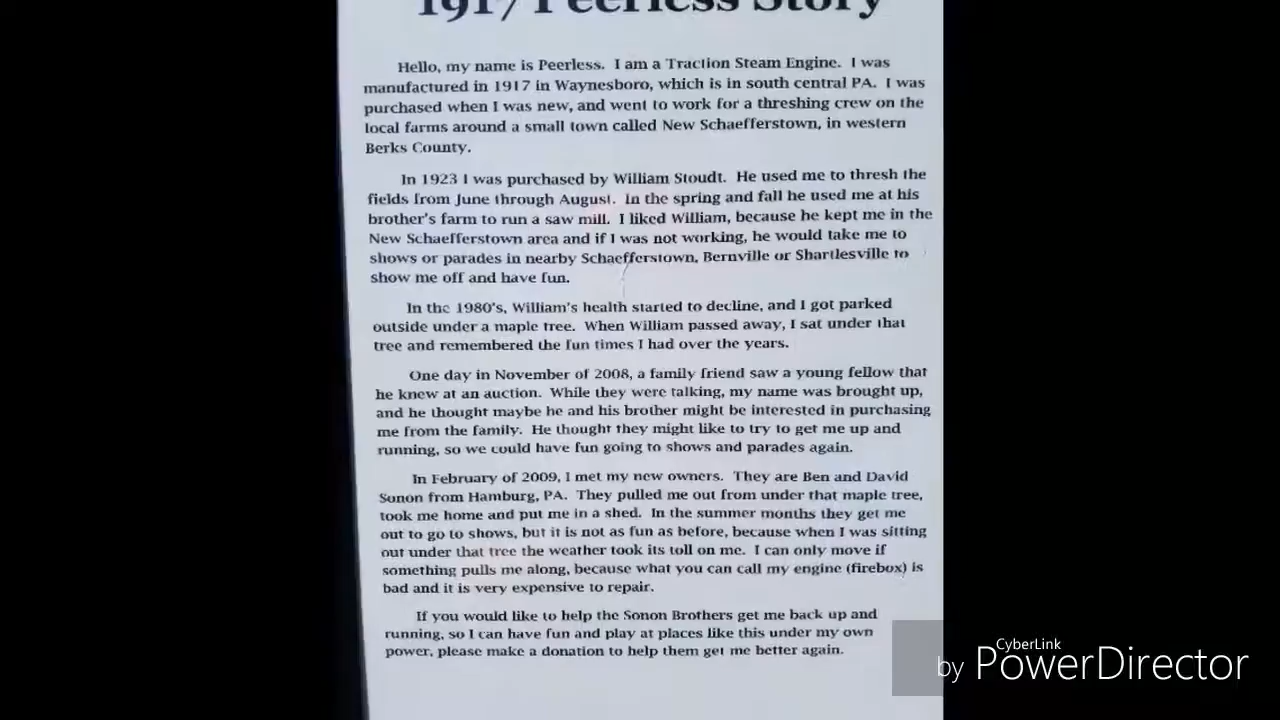 1917 Peerless Story
Hello, my name is Peerless. I am a Traction Steam Engine. I was
manufactured in 1917 in Waynesboro, which is in south central PA. I was
purchased when I was new, and went to work for a threshing crew on the
local farms around a small town called New Schaefferstown, in western
Berks County.
In 1923 I was purchased by William Stoudt. He used me to thresh the
fields from June through August. In the spring and fall he used me at his
brother's farm to run a saw mill. I liked William, because he kept me in the
New Schaefferstown area and if I was not working, he would take me to
shows or parades in nearby Schaefferstown, Bernville or Shartlesville to
show me off and have fun.
In the 1980's, William's health started to decline, and I got parked
outside under a maple tree. When William passed away, I sat under that
tree and remembered the fun times I had over the years.
One day in November of 2008, a family friend saw a young fellow that
he knew at an auction. While they were talking, my name was brought up,
and he thought maybe he and his brother might be interested in purchasing
me from the family. He thought they might like to try to get me up and
running, so we could have fun going to shows and parades again.
In February of 2009, I met my new owners. They are Ben and David
Sonon from Hamburg, PA. They pulled me out from under that maple tree,
took me home and put me in a shed. In the summer months they get me
out to go to shows, but it is not as fun as before, because when I was sitting
out under that tree the weather took its toll on me. I can only move if
something pulls me along, because what you can call my engine (firebox) is
bad and it is very expensive to repair.
If you would like to help the Sonon Brothers get me back up and
running, so I can have fun and play at places like this under my own
power, please make a donation to help them get me better again.
CyberLink
by PowerDirector